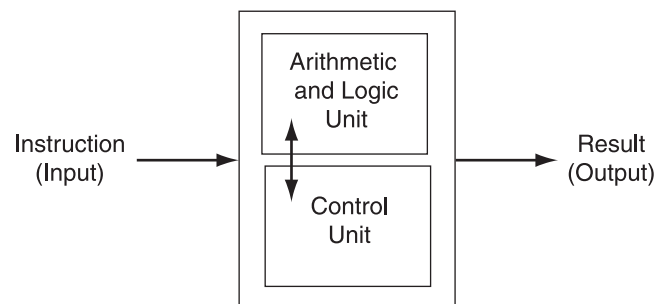 Instruction
(Input)
Arithmetic
and Logic
Unit
Control
Unit
Result
(Output)